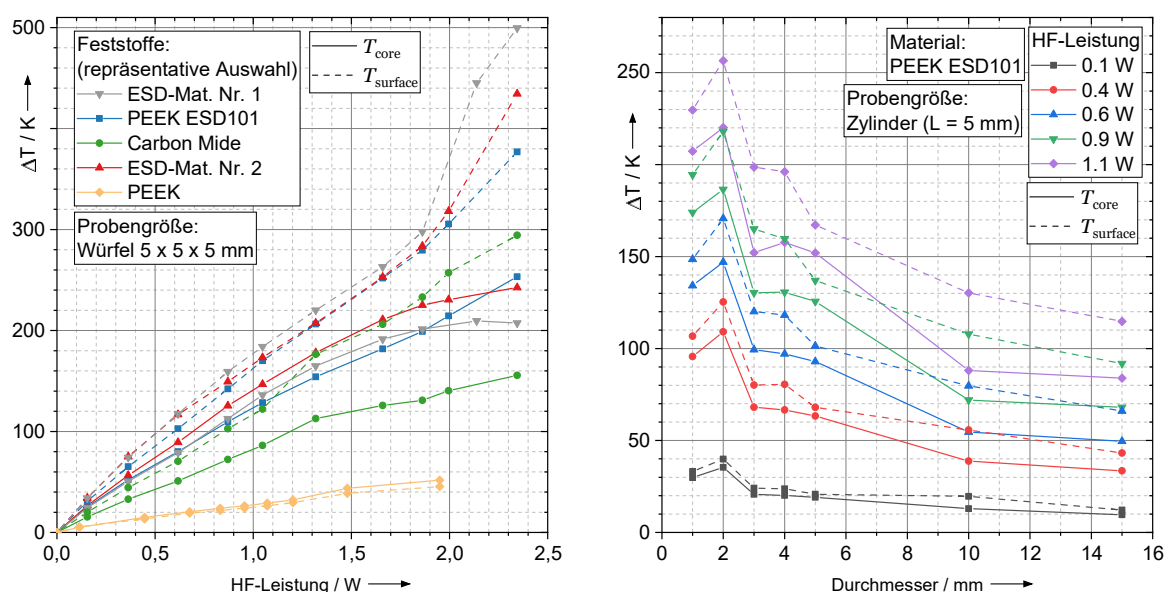 500
400
300
200
100
0
ΔT / K
0,0
0,5
1,0
1,5
2,0
2,5
HF-Leistung / W
Feststoffe:
(repräsentative Auswahl)
ESD-Mat. Nr. 1
PEEK ESD101
Carbon Mide
ESD-Mat. Nr. 2
PEEK
Tcore
Tsurface
Probengröße:
Würfel 5 x 5 x 5 mm
250
200
150
100
50
0
ΔT / K
0
2
4
6
8
10
12
14
16
Durchmesser / mm
Material:
PEEK ESD101
Probengröße:
Zylinder (L = 5 mm)
HF-Leistung
0.1 W
0.4 W
0.6 W
0.9 W
1.1 W
Tcore
Tsurface